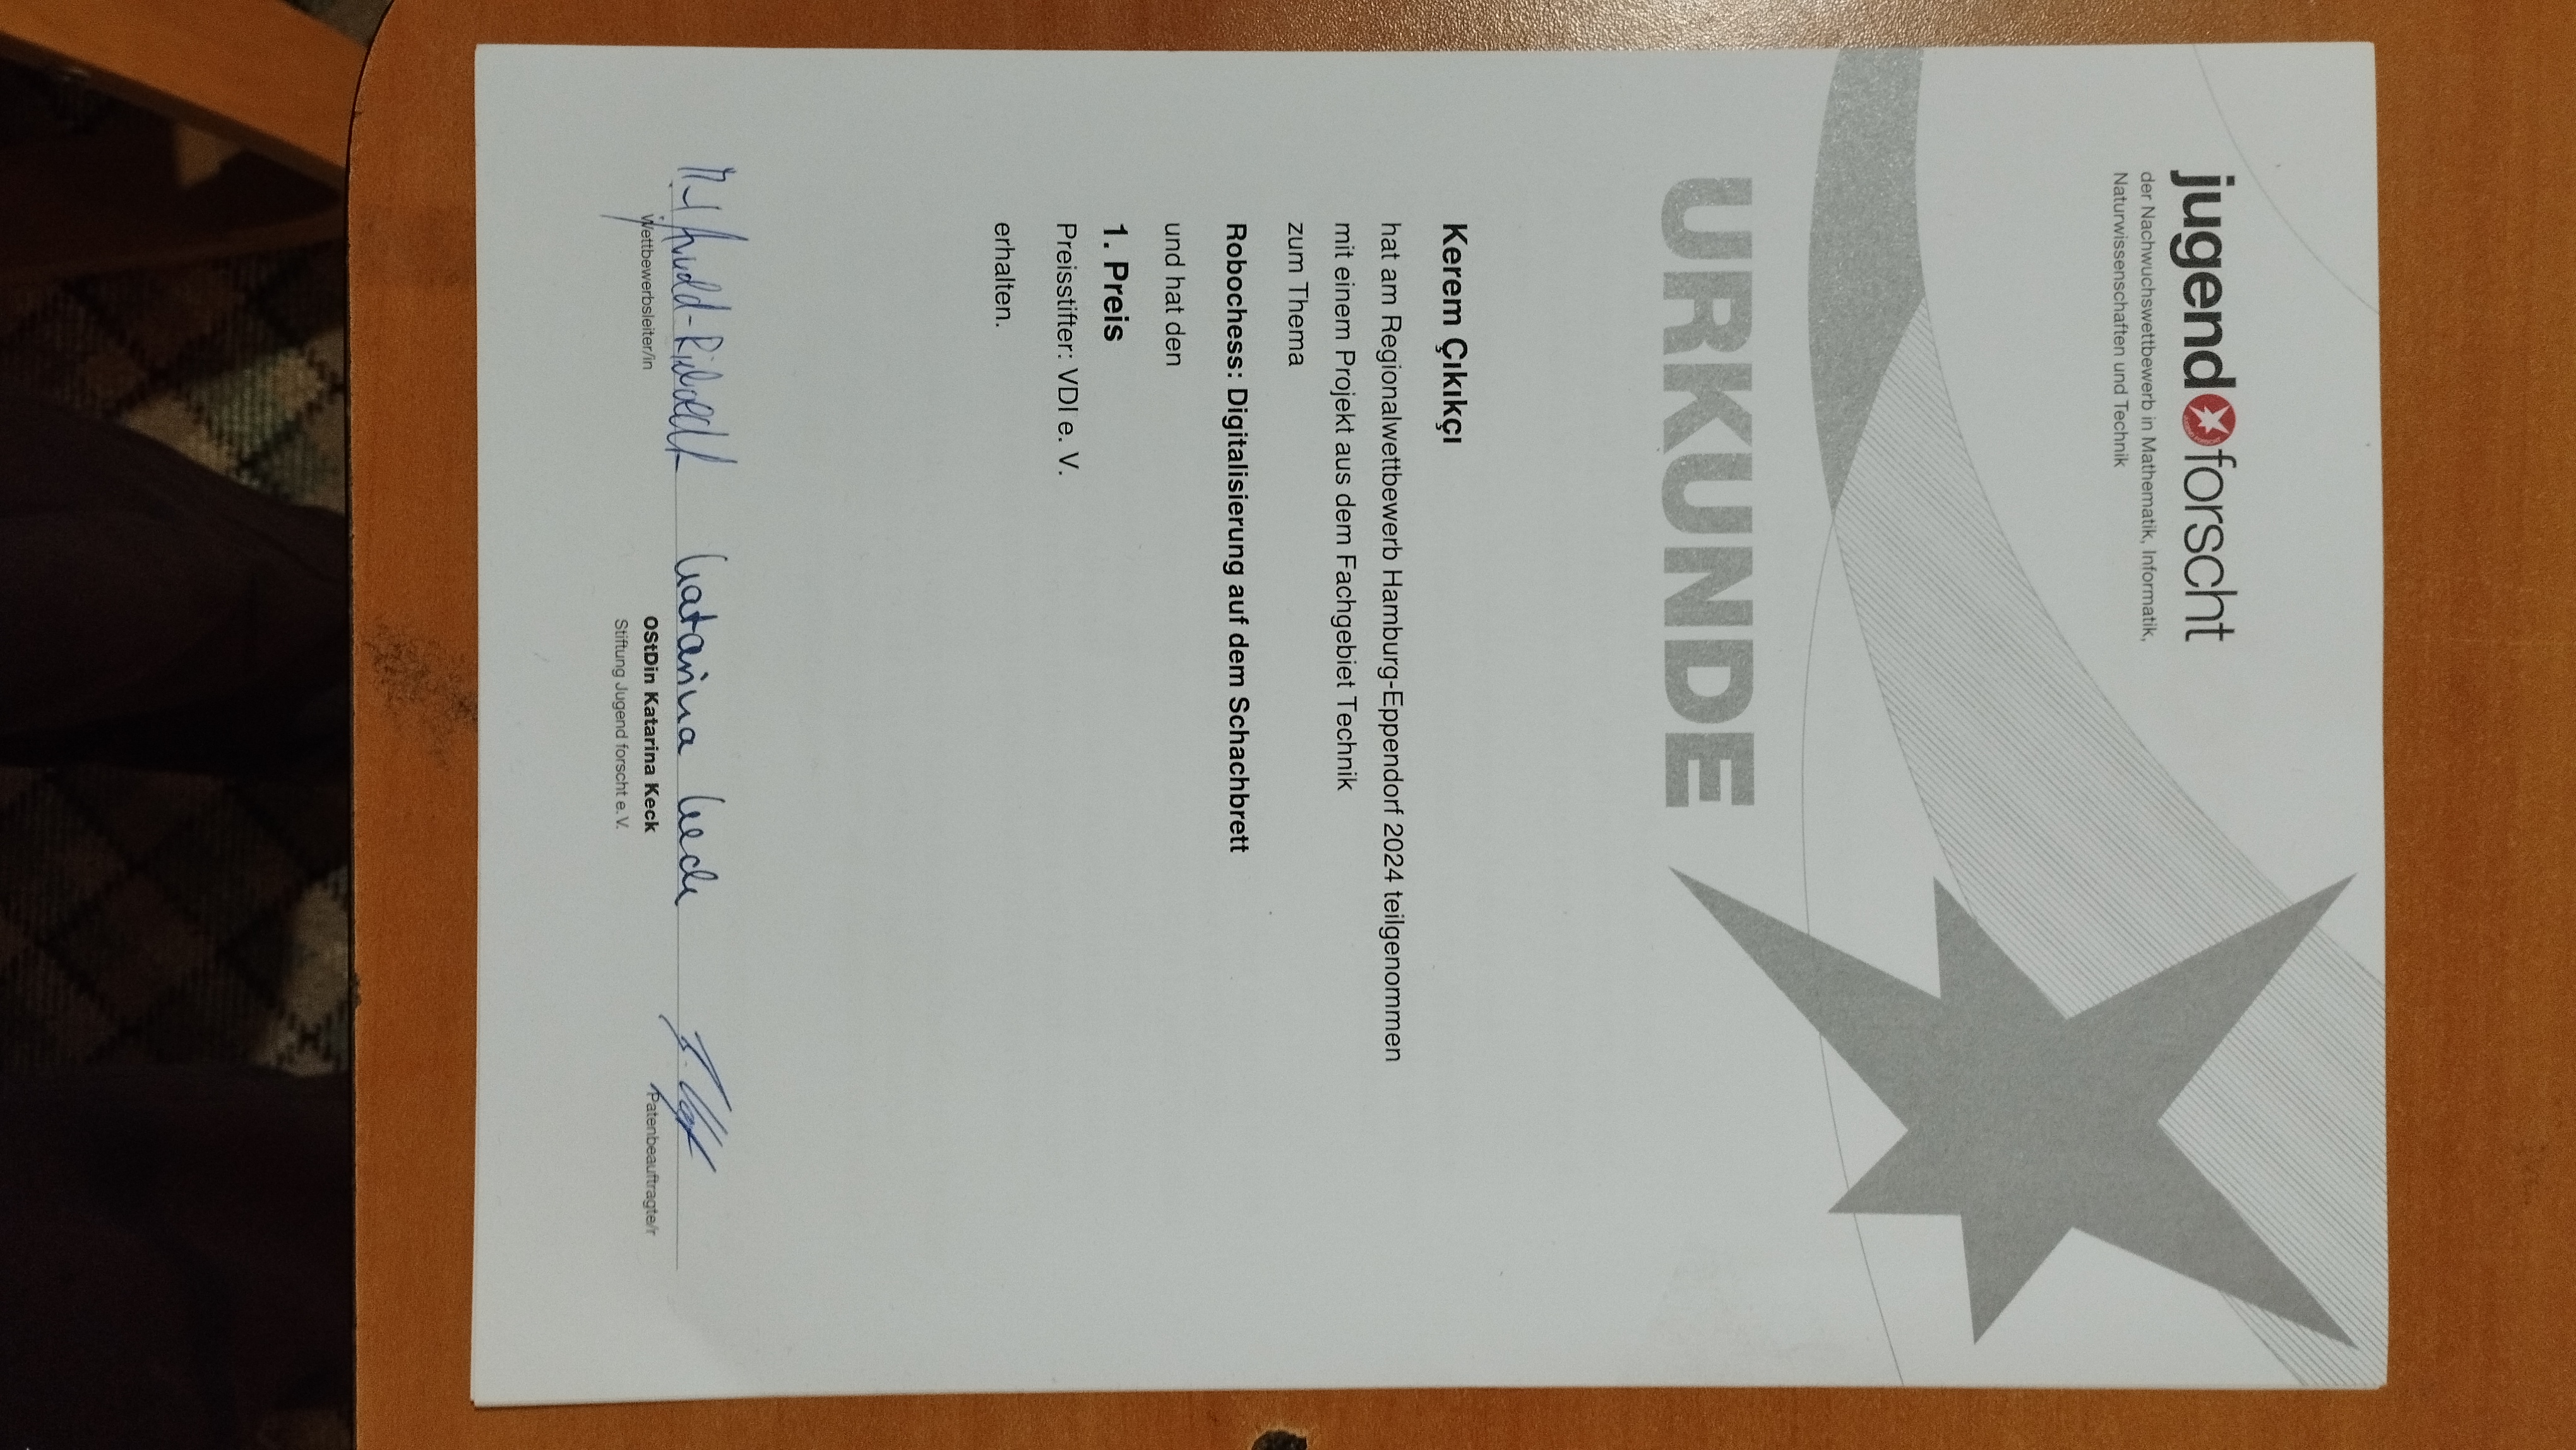 jugend forscht
der Nachwuchswettbewerb in Mathematik, Informatik,
Naturwissenschaften und Technik
URKUNDE
Kerem Çıkıkçı
hat am Regionalwettbewerb Hamburg-Eppendorf 2024 teilgenommen
mit einem Projekt aus dem Fachgebiet Technik
zum Thema
Robochess: Digitalisierung auf dem Schachbrett
und hat den
1. Preis
Preisstifter: VDI e. V.
erhalten.
Katarina Keck
Wettbewerbsleiter/in
OStDin Katarina Keck
Patenbeauftragte/r
Stiftung Jugend forscht e. V.